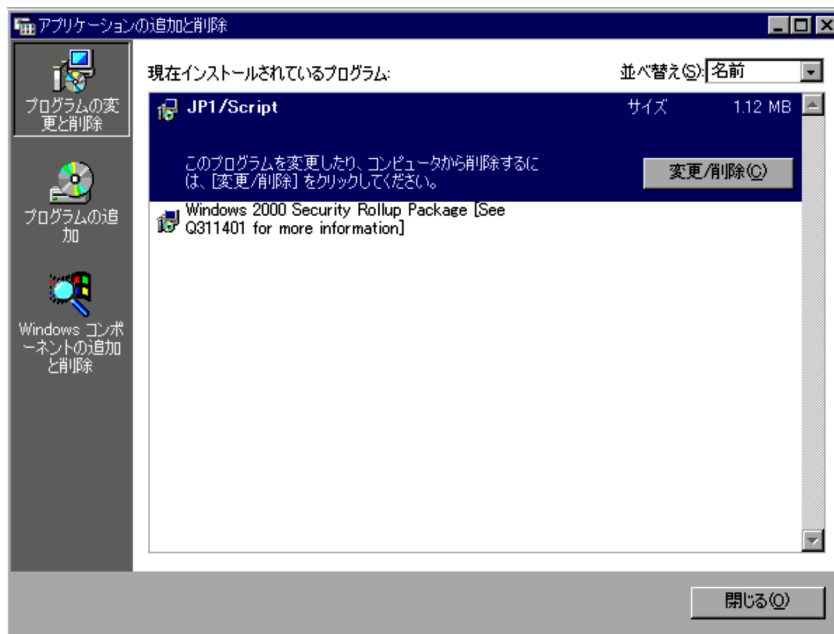 アプリケーションの追加と削除
プログラムの変
更と削除
プログラムの追
加
Windows コンポ
ーネントの追加
と削除
現在インストールされているプログラム:
並べ替え(S): 名前
JP1/Script
サイズ 1.12 MB
このプログラムを変更したり、コンピュータから削除するに
は、[変更/削除] をクリックしてください。
変更/削除(C)
Windows 2000 Security Rollup Package [See
Q311401 for more information]
閉じる(O)